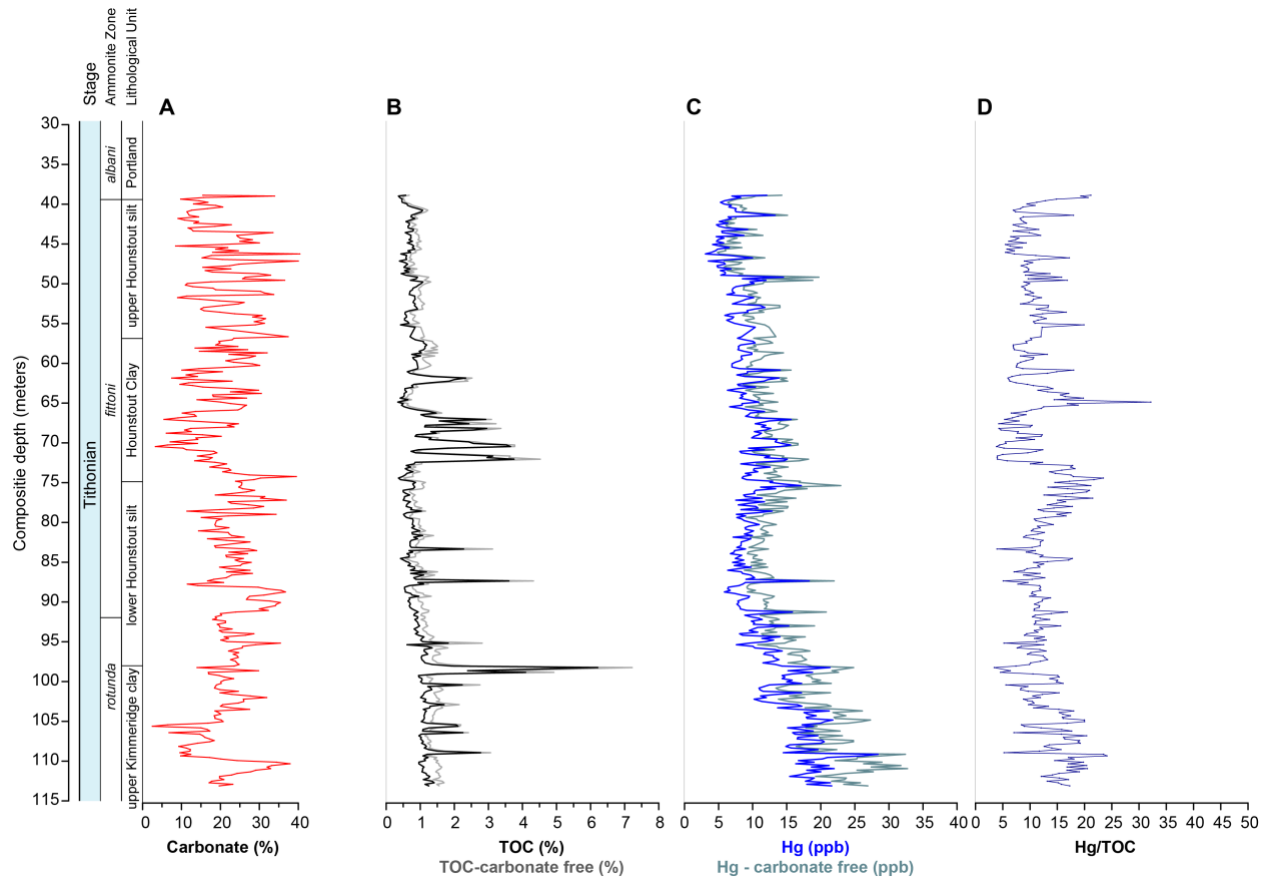 Stage
Ammonite Zone
Lithological Unit
A
B
C
D
30
35
40
45
50
55
60
65
70
75
80
85
90
95
100
105
110
115
Compositie depth (meters)
Tithonian
albani
fittoni
rotunda
Portland
upper Hounstout silt
Hounstout Clay
lower Hounstout silt
upper Kimmeridge clay
0 10 20 30 40
Carbonate (%)
0 1 2 3 4 5 6 7 8
TOC (%)
TOC-carbonate free (%)
0 5 10 15 20 25 30 35 40
Hg (ppb)
Hg - carbonate free (ppb)
0 5 10 15 20 25 30 35 40 45 50
Hg/TOC